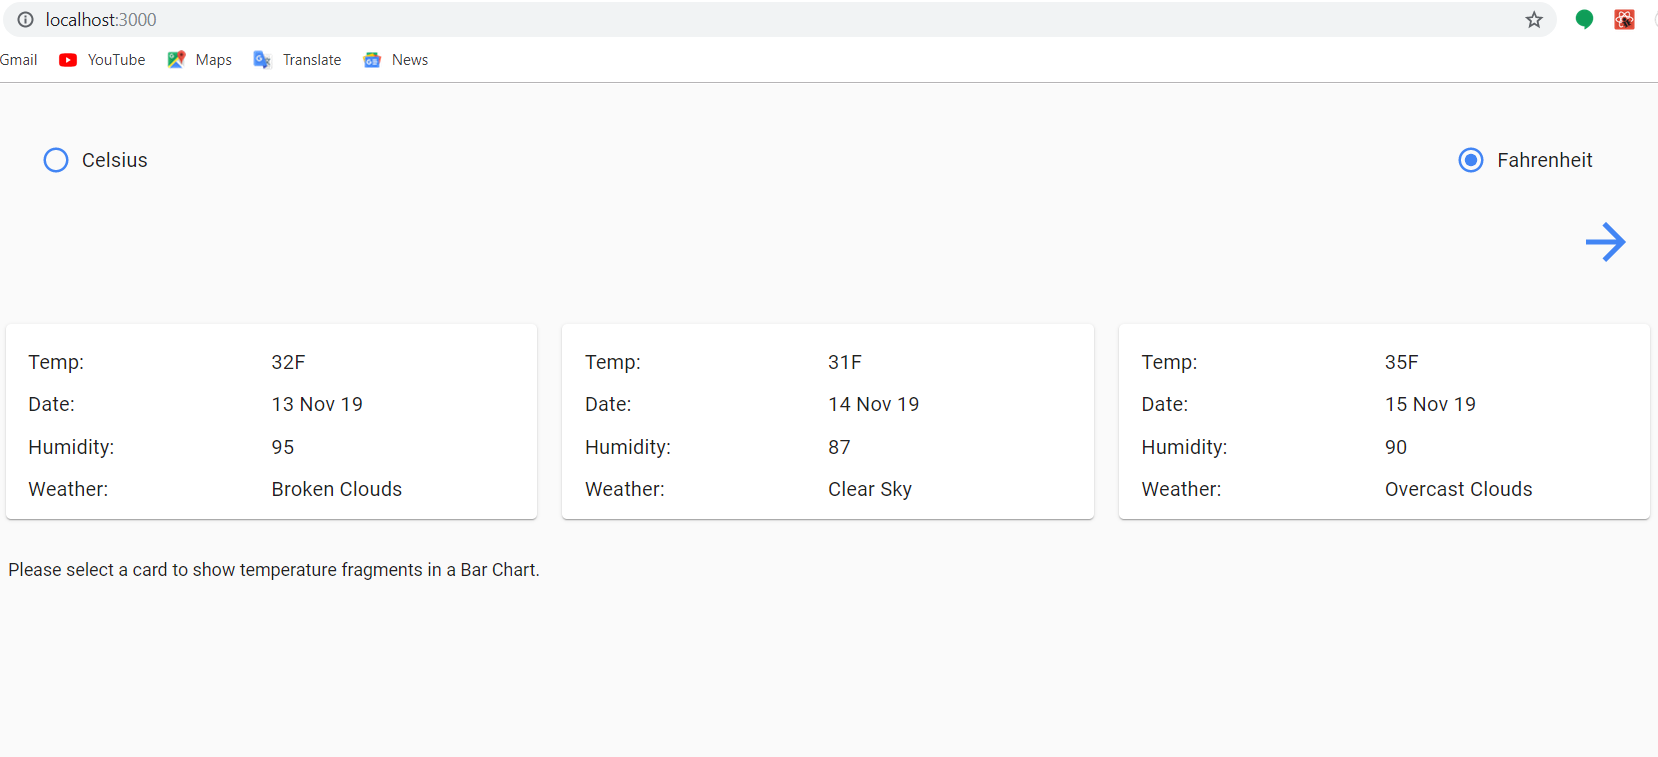 localhost:3000
Gmail YouTube Maps Translate News
Celsius Fahrenheit
Temp: 32F
Date: 13 Nov 19
Humidity: 95
Weather: Broken Clouds
Temp: 31F
Date: 14 Nov 19
Humidity: 87
Weather: Clear Sky
Temp: 35F
Date: 15 Nov 19
Humidity: 90
Weather: Overcast Clouds
Please select a card to show temperature fragments in a Bar Chart.